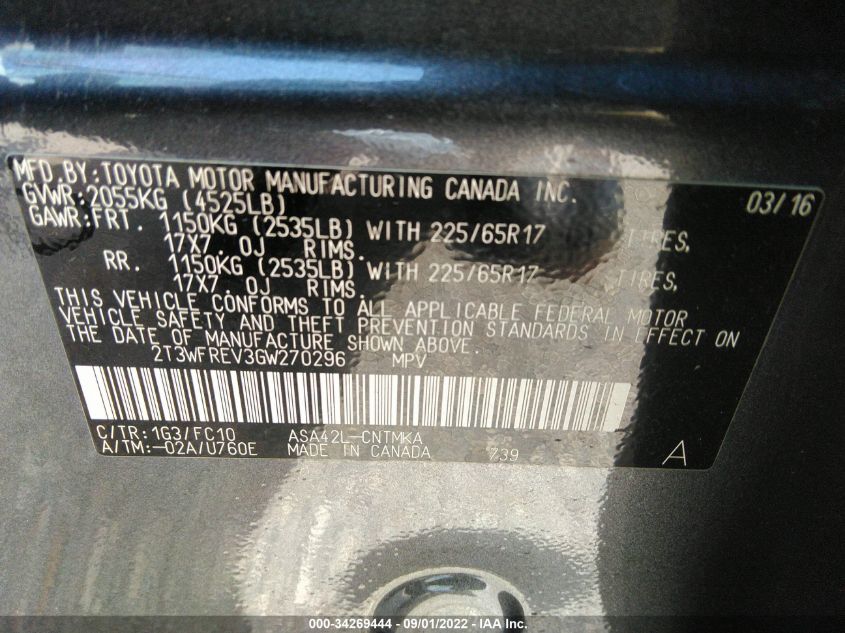 MFD.BY:TOYOTA MOTOR MANUFACTURING CANADA INC. 03/16
GVWR:2055KG (4525LB)
GAWR:FRT. 1150KG (2535LB) WITH 225/65R17 TIRES,
17X7. 0J RIMS.
RR. 1150KG (2535LB) WITH 225/65R17 TIRES,
17X7 0J RIMS.
THIS VEHICLE CONFORMS TO ALL APPLICABLE FEDERAL MOTOR
VEHICLE SAFETY AND THEFT PREVENTION STANDARDS IN EFFECT ON
THE DATE OF MANUFACTURE SHOWN ABOVE.
2T3WFREV3GW270296 MPV
C/TR:1G3/FC10 ASA42L-CNTMKA
A/TM:-02A/U760E MADE IN CANADA 739 A
000-34269444 - 09/01/2022 - IAA Inc.